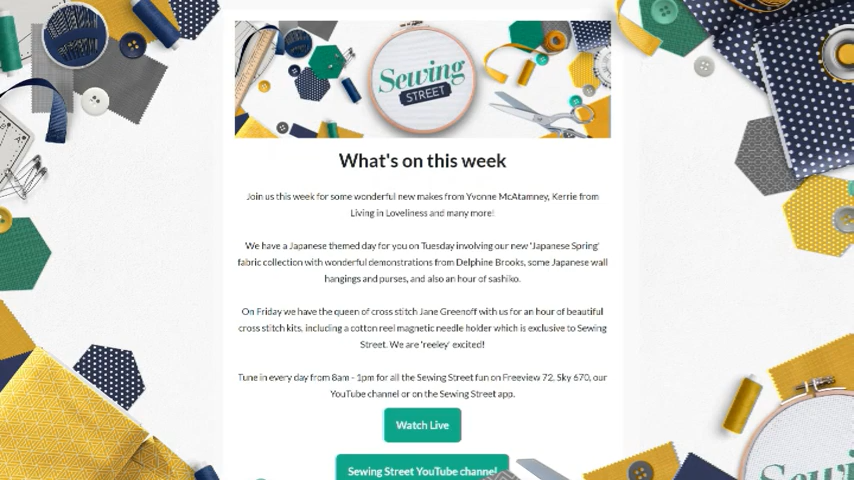 Sewing
STREET
What's on this week
Join us this week for some wonderful new makes from Yvonne McAtamney, Kerrie from
Living in Loveliness and many more!
We have a Japanese themed day for you on Tuesday involving our new 'Japanese Spring'
fabric collection with wonderful demonstrations from Delphine Brooks, some Japanese wall
hangings and purses, and also an hour of sashiko.
On Friday we have the queen of cross stitch Jane Greenoff with us for an hour of beautiful
cross stitch kits, including a cotton reel magnetic needle holder which is exclusive to Sewing
Street. We are 'reeley' excited!
Tune in every day from 8am - 1pm for all the Sewing Street fun on Freeview 72, Sky 670, our
YouTube channel or on the Sewing Street app.
Watch Live
Sewing Street YouTube channel